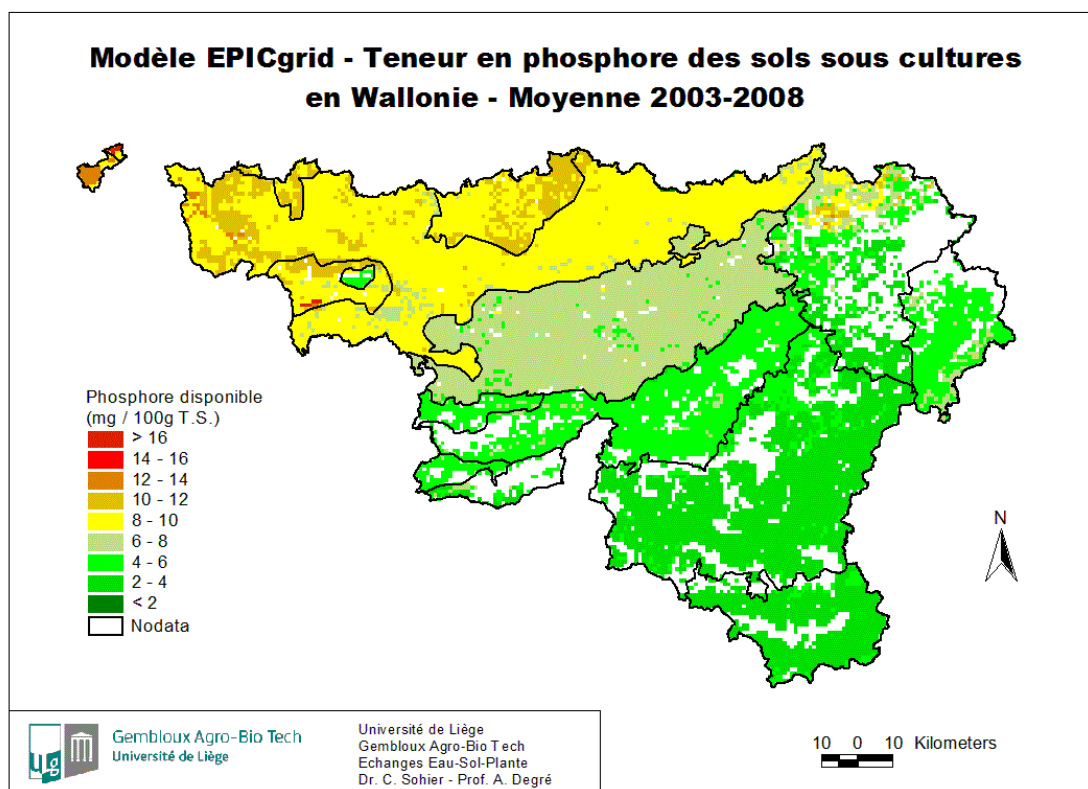 Modèle EPICgrid - Teneur en phosphore des sols sous cultures
en Wallonie - Moyenne 2003-2008
Phosphore disponible
(mg / 100g T.S.)
> 16
14 - 16
12 - 14
10 - 12
8 - 10
6 - 8
4 - 6
2 - 4
< 2
Nodata
N
Ulg
Gembloux Agro-Bio Tech
Université de Liège
Université de Liège
Gembloux Agro-Bio Tech
Echanges Eau-Sol-Plante
Dr. C. Sohier - Prof. A. Degré
10 0 10 Kilometers